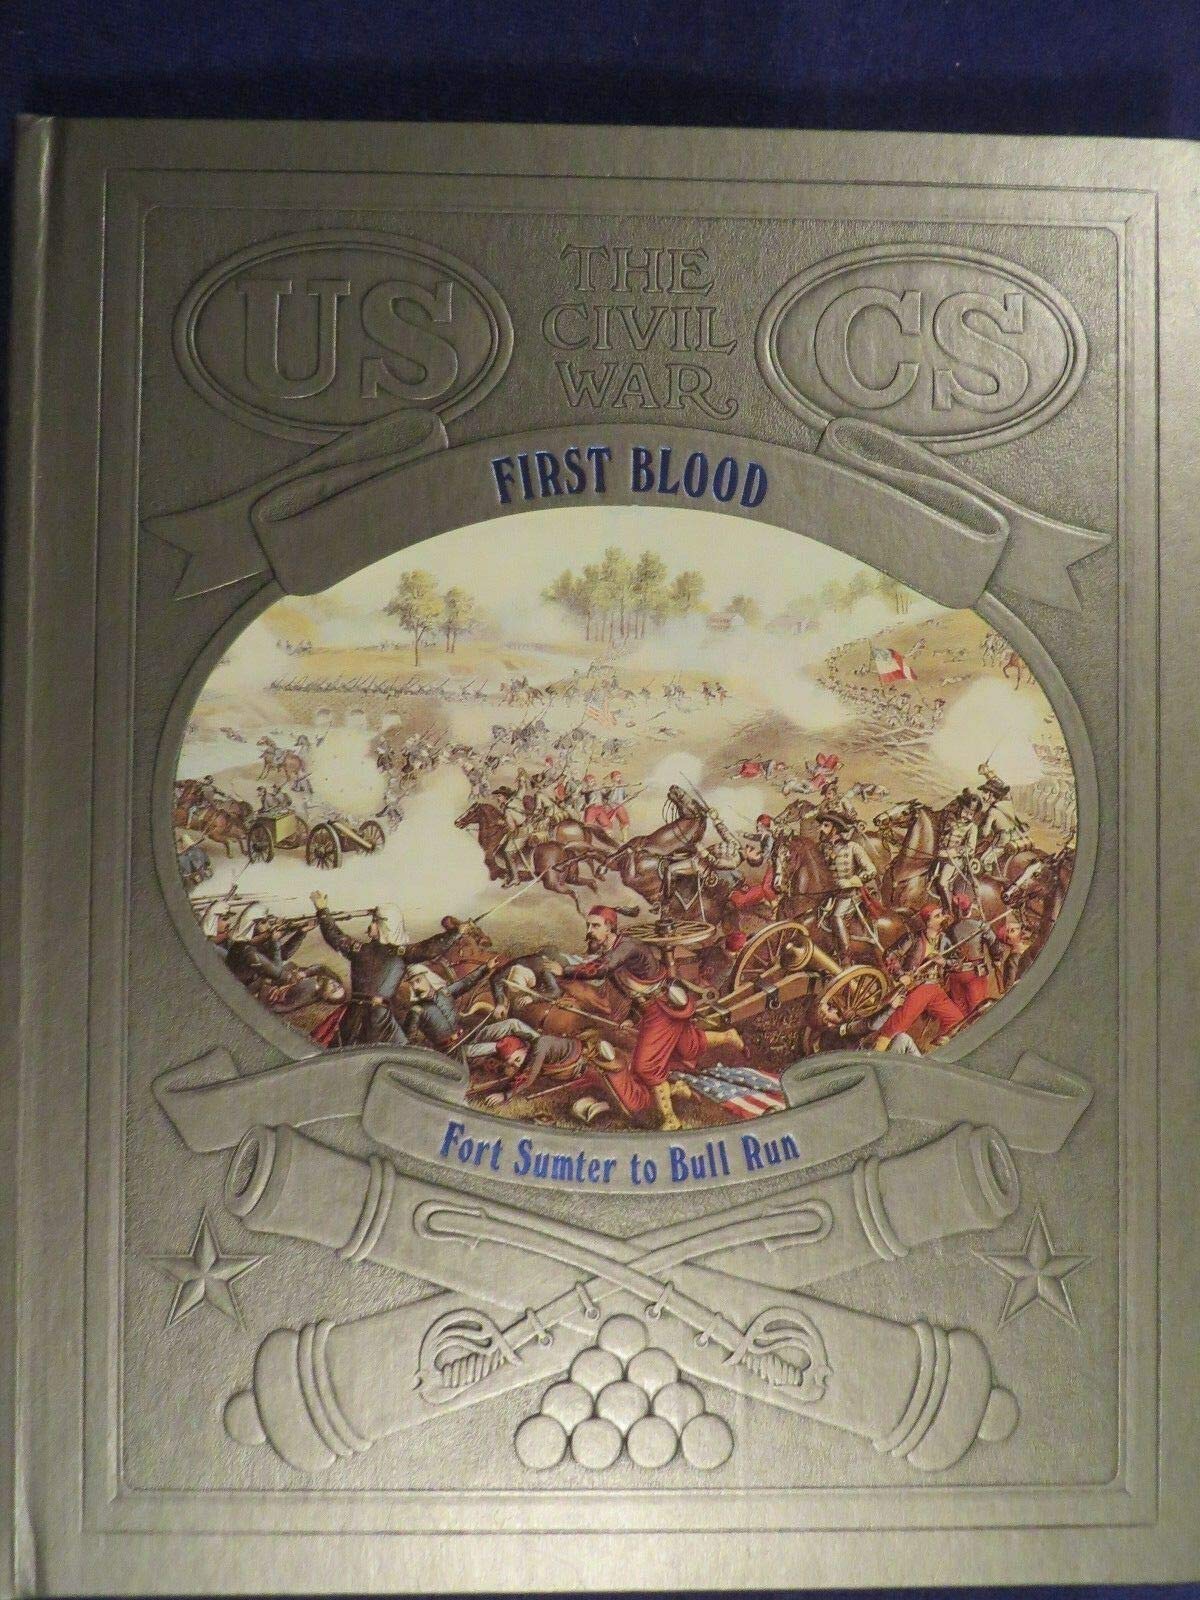 US
THE
CIVIL
WAR
CS
FIRST BLOOD
Fort Sumter to Bull Run